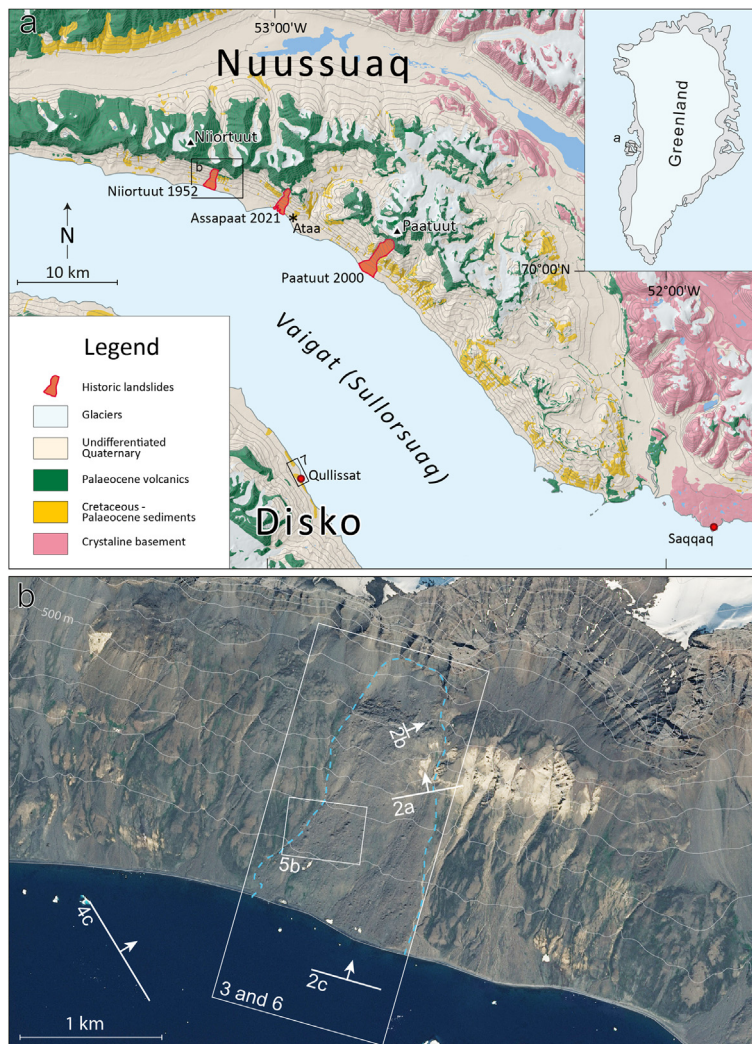 a
53°00'W
Nuussuaq
Niiortuut
b
Niiortuut 1952
Assapaat 2021
Ataa
Paatuut
Paatuut 2000
70°00'N
52°00'W
N
10 km
a
Greenland
Vaigat (Sullorsuaq)
Legend
Historic landslides
Glaciers
Undifferentiated
Quaternary
Palaeocene volcanics
Cretaceous -
Palaeocene sediments
Crystaline basement
7
Qullissat
Disko
Saqqaq
b
500 m
2b
2a
5b
4c
2c
3 and 6
1 km